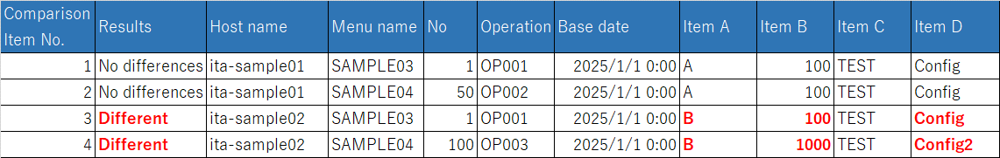 Comparison Item No. Results Host name Menu name No Operation Base date Item A Item B Item C Item D
1 No differences ita-sample01 SAMPLE03 1 OP001 2025/1/1 0:00 A 100 TEST Config
2 No differences ita-sample01 SAMPLE04 50 OP002 2025/1/1 0:00 A 100 TEST Config
3 Different ita-sample02 SAMPLE03 1 OP001 2025/1/1 0:00 B 100 TEST Config
4 Different ita-sample02 SAMPLE04 100 OP003 2025/1/1 0:00 B 1000 TEST Config2